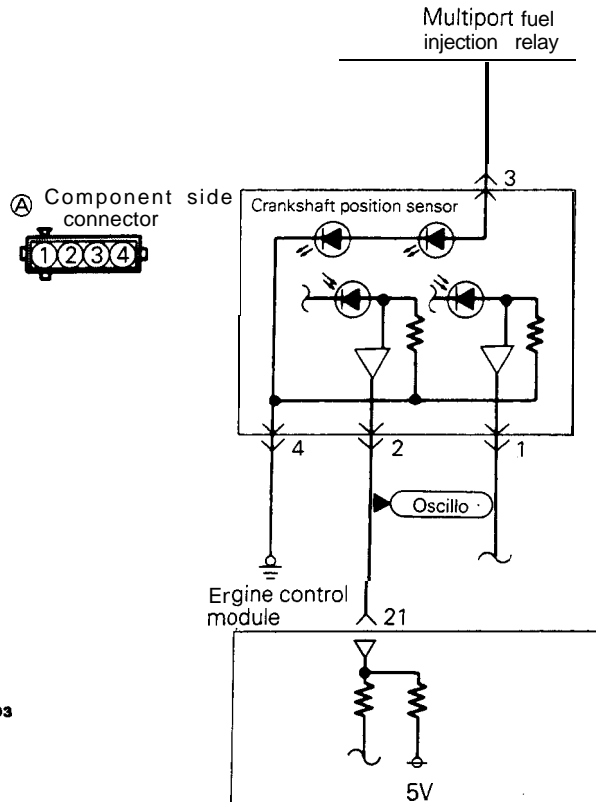 Multiport fuel
injection relay
3
Ⓐ Component side
connector
1 2 3 4
Crankshaft position sensor
4 2 1
Oscillo
Ergine control
module
21
03
5V